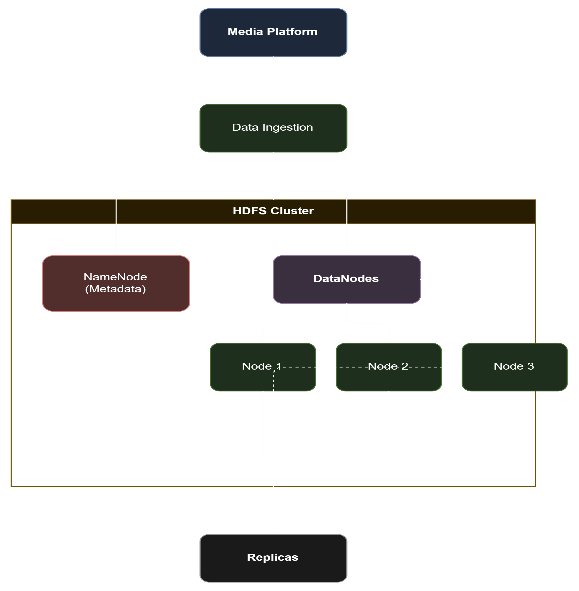 Media Platform
Data Ingestion
HDFS Cluster
NameNode
(Metadata)
DataNodes
Node 1
Node 2
Node 3
Replicas